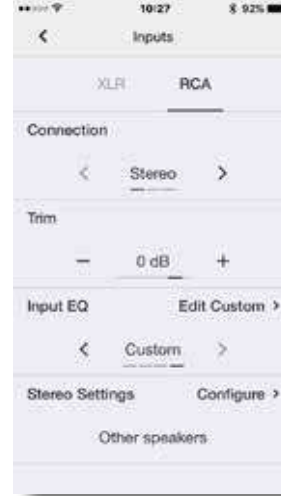 10:27 92%
Inputs
XLR RCA
Connection
Stereo
Trim
− 0 dB +
Input EQ Edit Custom >
< Custom >
Stereo Settings Configure >
Other speakers